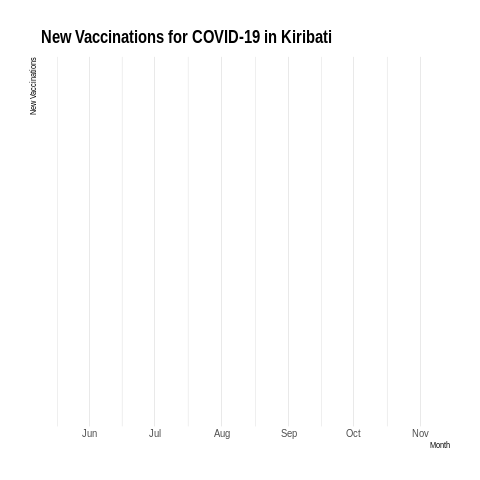 New Vaccinations for COVID-19 in Kiribati
New Vaccinations
Jun Jul Aug Sep Oct Nov
Month